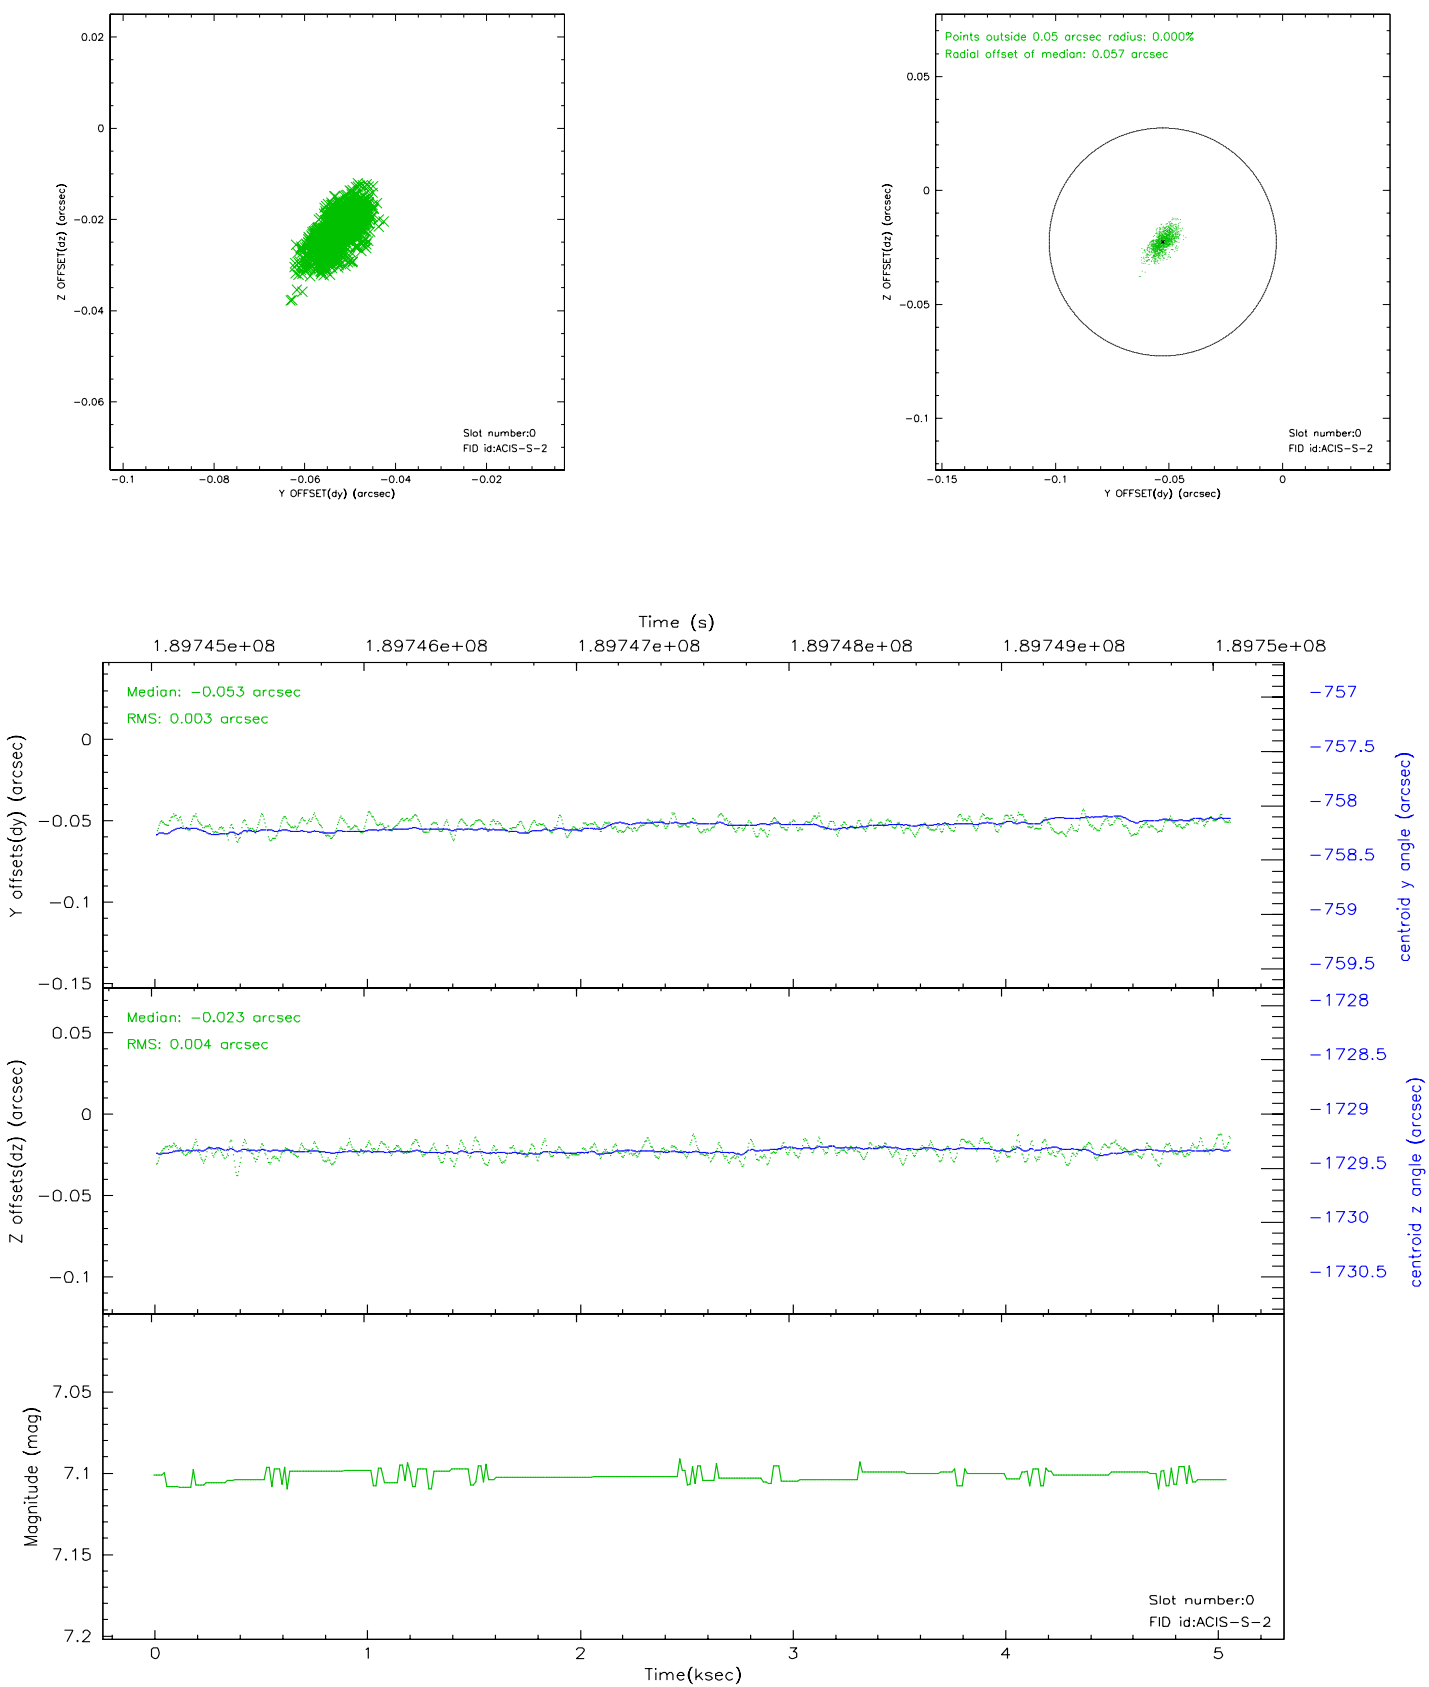 0.02
0
−0.02
−0.04
−0.06
Z OFFSET(dz) (arcsec)
−0.1
−0.08
−0.06
−0.04
−0.02
Y OFFSET(dy) (arcsec)
Slot number:0
FID id:ACIS−S−2
Points outside 0.05 arcsec radius: 0.000%
Radial offset of median: 0.057 arcsec
0.05
0
−0.05
−0.1
Z OFFSET(dz) (arcsec)
−0.15
−0.1
−0.05
0
Y OFFSET(dy) (arcsec)
Slot number:0
FID id:ACIS−S−2
Time (s)
1.89745e+08
1.89746e+08
1.89747e+08
1.89748e+08
1.89749e+08
1.8975e+08
Median: −0.053 arcsec
RMS: 0.003 arcsec
0
−0.05
−0.1
−0.15
Y offsets(dy) (arcsec)
−757
−757.5
−758
−758.5
−759
−759.5
centroid y angle (arcsec)
Median: −0.023 arcsec
RMS: 0.004 arcsec
0.05
0
−0.05
−0.1
Z offsets(dz) (arcsec)
−1728
−1728.5
−1729
−1729.5
−1730
−1730.5
centroid z angle (arcsec)
7.05
7.1
7.15
7.2
Magnitude (mag)
Slot number:0
FID id:ACIS−S−2
0
1
2
3
4
5
Time(ksec)